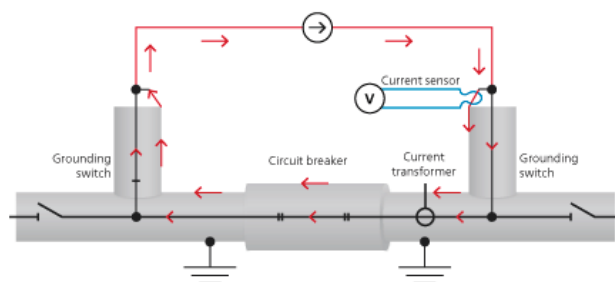 Current sensor
V
Grounding
switch
Circuit breaker
Current
transformer
Grounding
switch